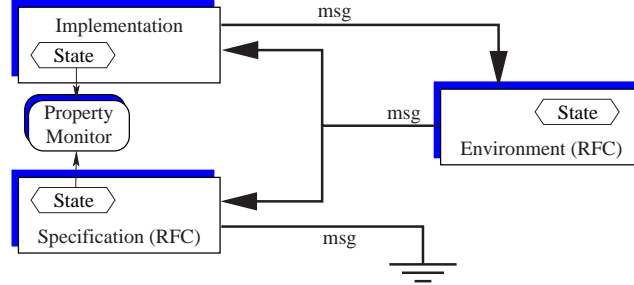 Implementation
msg
State
Property
Monitor
msg
State
Environment (RFC)
State
Specification (RFC)
msg